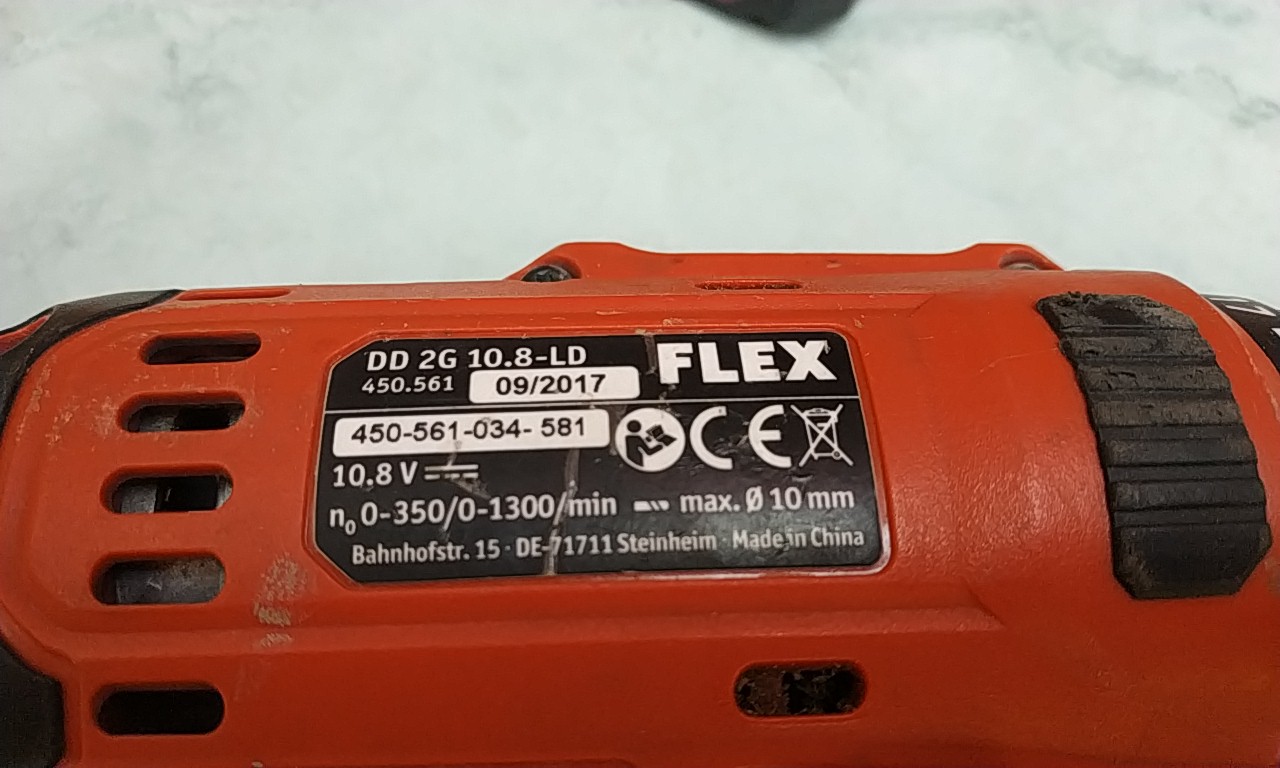 DD 2G 10.8-LD
FLEX
450.561 09/2017
450-561-034- 581
CE
10.8 V
n₀ 0-350/0-1300/min max. Ø 10 mm
Bahnhofstr. 15 · DE-71711 Steinheim · Made in China